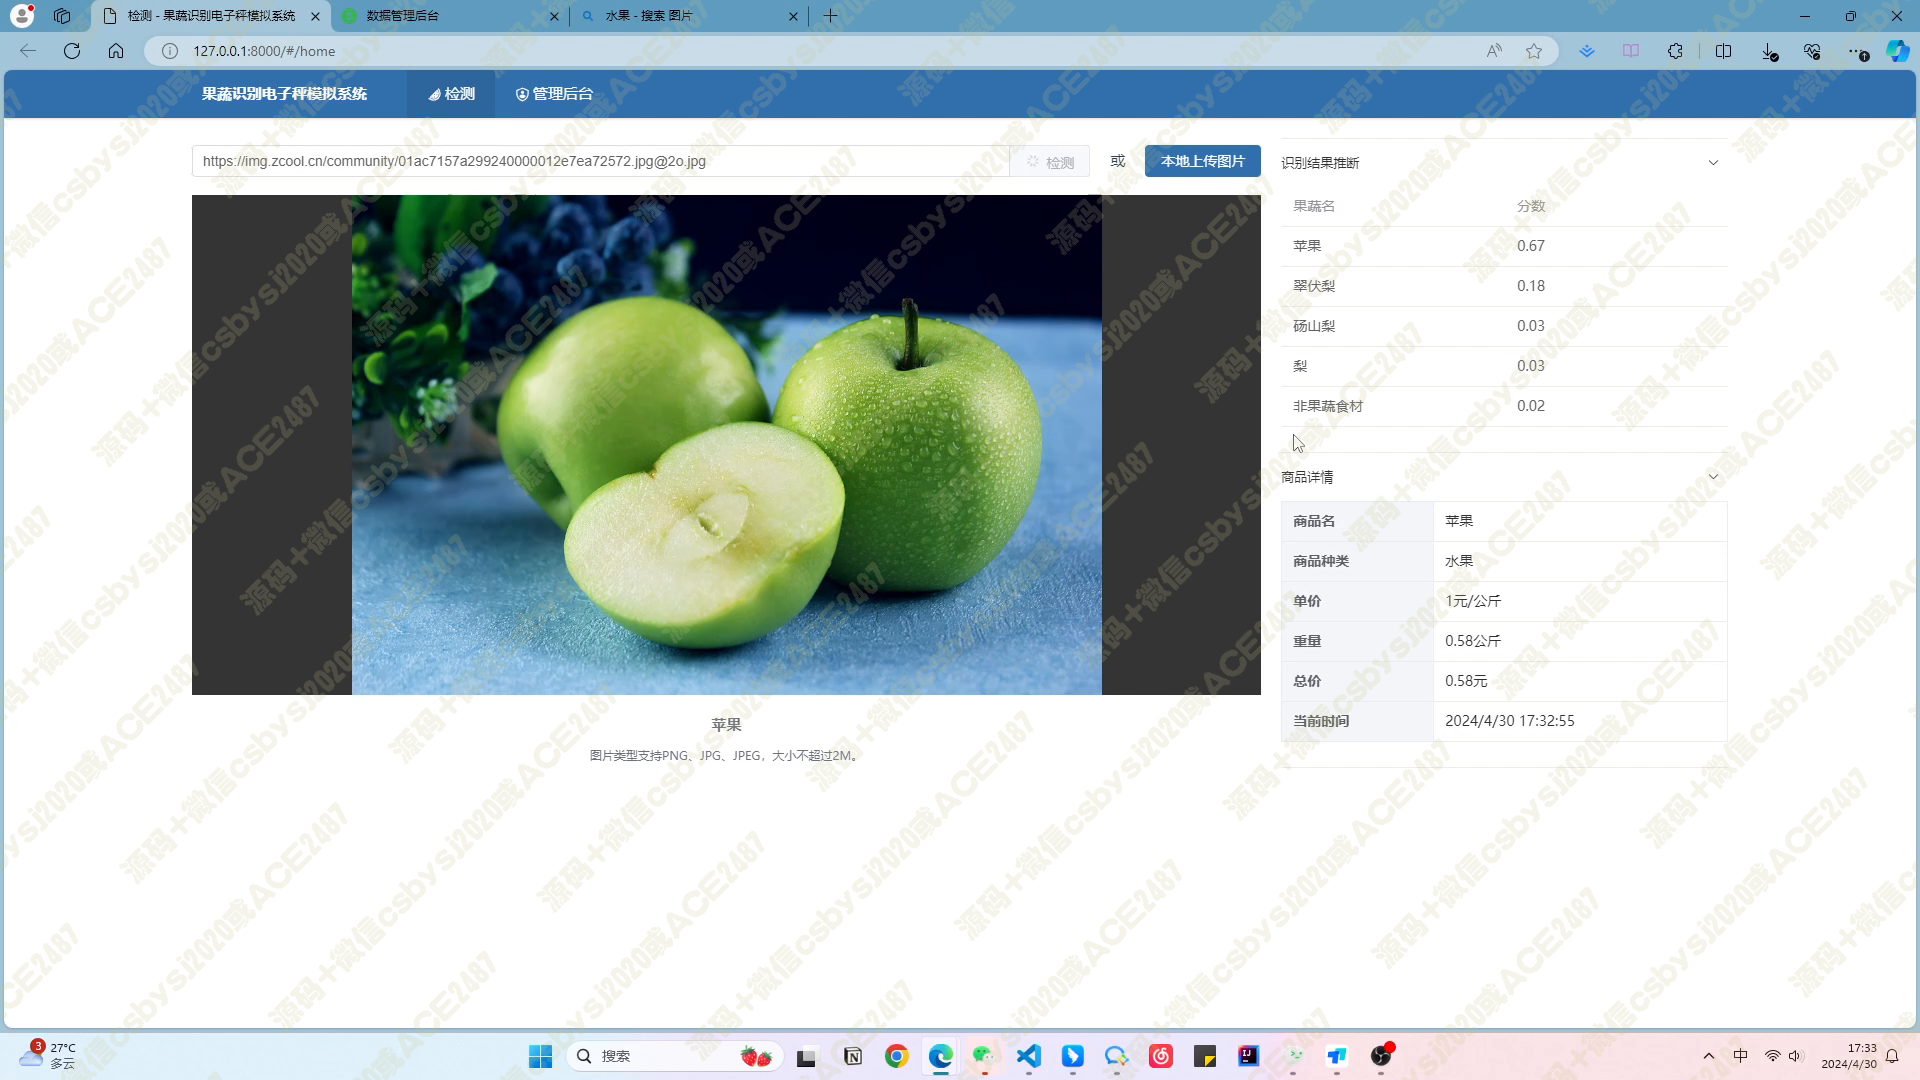 检测 - 果蔬识别电子秤模拟系统
数据管理后台
水果 - 搜索 图片
127.0.0.1:8000/#/home
果蔬识别电子秤模拟系统
检测
管理后台
https://img.zcool.cn/community/01ac7157a299240000012e7ea72572.jpg@2o.jpg
检测
或
本地上传图片
识别结果推断
果蔬名 分数
苹果 0.67
翠伏梨 0.18
砀山梨 0.03
梨 0.03
非果蔬食材 0.02
商品详情
商品名 苹果
商品种类 水果
单价 1元/公斤
重量 0.58公斤
总价 0.58元
当前时间 2024/4/30 17:32:55
苹果
图片类型支持PNG、JPG、JPEG，大小不超过2M。
源码+微信csbysj2020或ACE2487
3
27°C
多云
搜索
中
17:33
2024/4/30